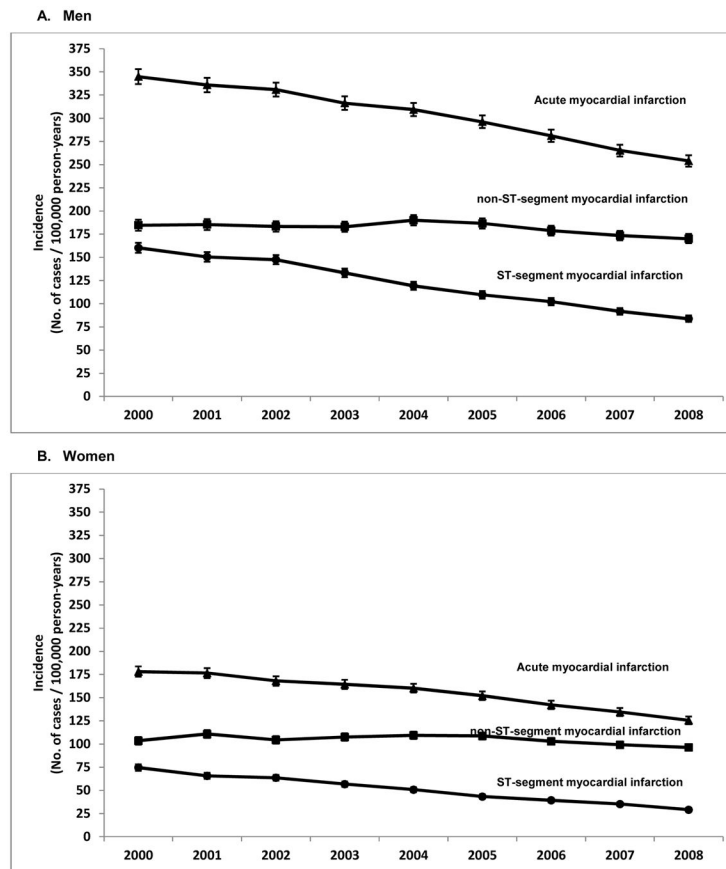 A. Men
375
350
325
300
275
250
225
200
175
150
125
100
75
50
25
0
Incidence
(No. of cases / 100,000 person-years)
Acute myocardial infarction
non-ST-segment myocardial infarction
ST-segment myocardial infarction
2000 2001 2002 2003 2004 2005 2006 2007 2008
B. Women
375
350
325
300
275
250
225
200
175
150
125
100
75
50
25
0
Incidence
(No. of cases / 100,000 person-years)
Acute myocardial infarction
non-ST-segment myocardial infarction
ST-segment myocardial infarction
2000 2001 2002 2003 2004 2005 2006 2007 2008